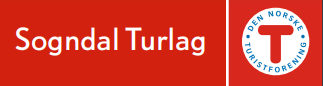 Sogndal Turlag
DEN NORSKE
T
TURISTFORENING